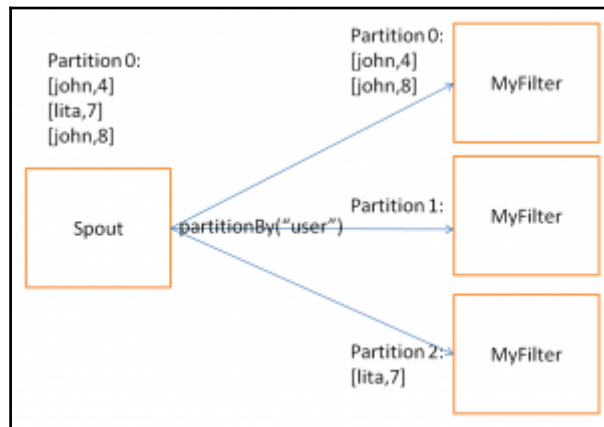 Partition 0:
[john,4]
[lita,7]
[john,8]
Spout
partitionBy("user")
Partition 0:
[john,4]
[john,8]
MyFilter
Partition 1:
MyFilter
Partition 2:
[lita,7]
MyFilter